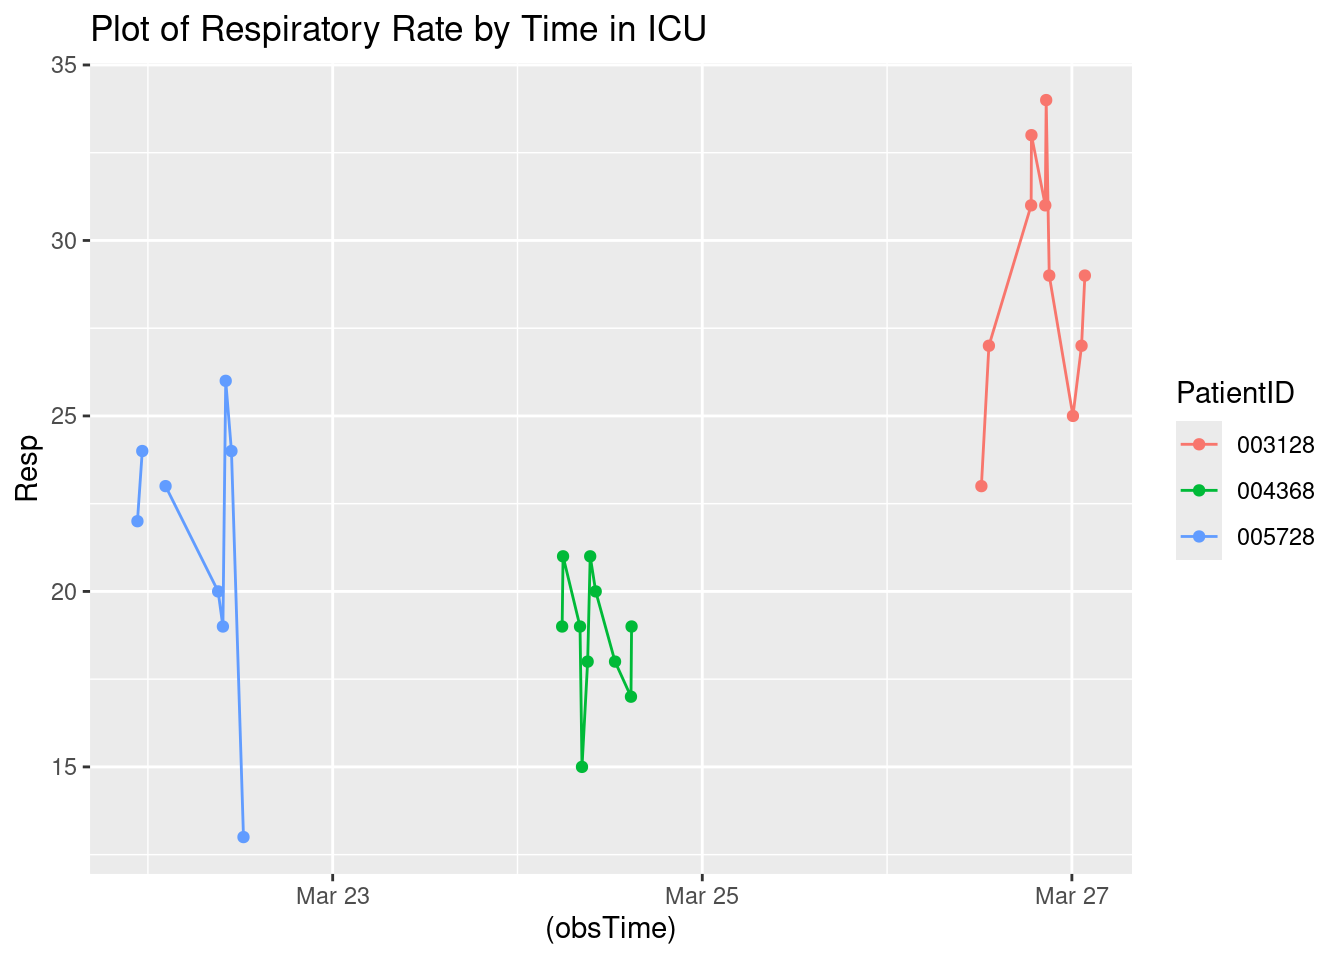 Plot of Respiratory Rate by Time in ICU
35
30
25
20
15
Resp
Mar 23
Mar 25
Mar 27
(obsTime)
PatientID
003128
004368
005728